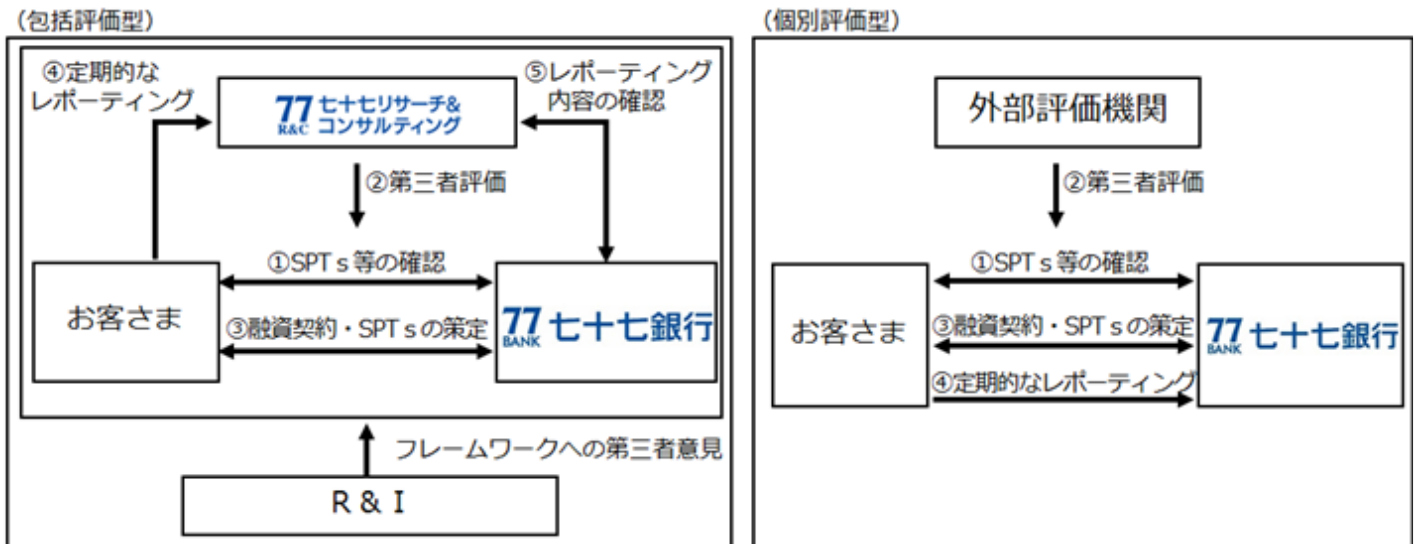 （包括評価型）
④定期的な
レポーティング
77 R&C 七十七リサーチ&
コンサルティング
⑤レポーティング
内容の確認
②第三者評価
①SPTｓ等の確認
お客さま
③融資契約・SPTｓの策定
77 BANK 七十七銀行
フレームワークへの第三者意見
Ｒ＆Ｉ
（個別評価型）
外部評価機関
②第三者評価
①SPTｓ等の確認
お客さま
③融資契約・SPTｓの策定
77 BANK 七十七銀行
④定期的なレポーティング